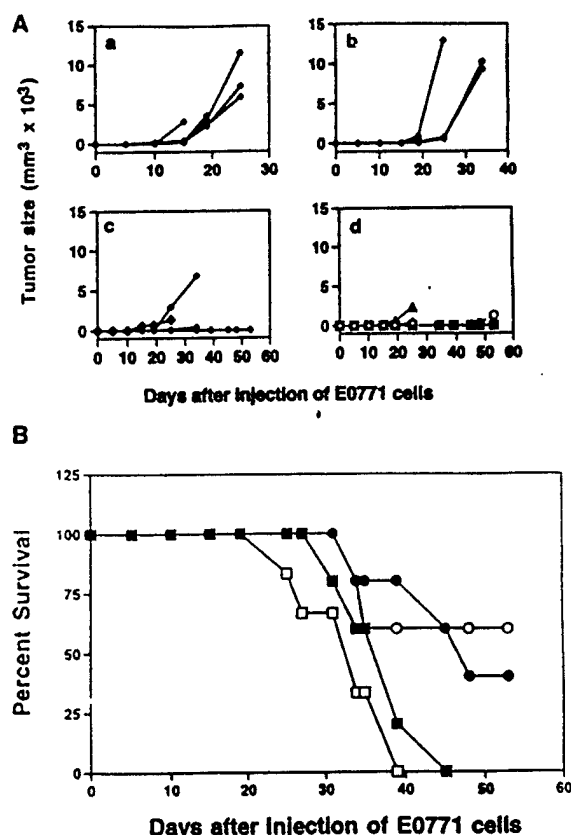 A
Tumor size (mm³ x 10³)
a
15
10
5
0
0 10 20 30
b
15
10
5
0
0 10 20 30 40
c
15
10
5
0
0 10 20 30 40 50 60
d
15
10
5
0
0 10 20 30 40 50 60
Days after injection of E0771 cells
B
Percent Survival
125
100
75
50
25
0
0 10 20 30 40 50 60
Days after Injection of E0771 cells